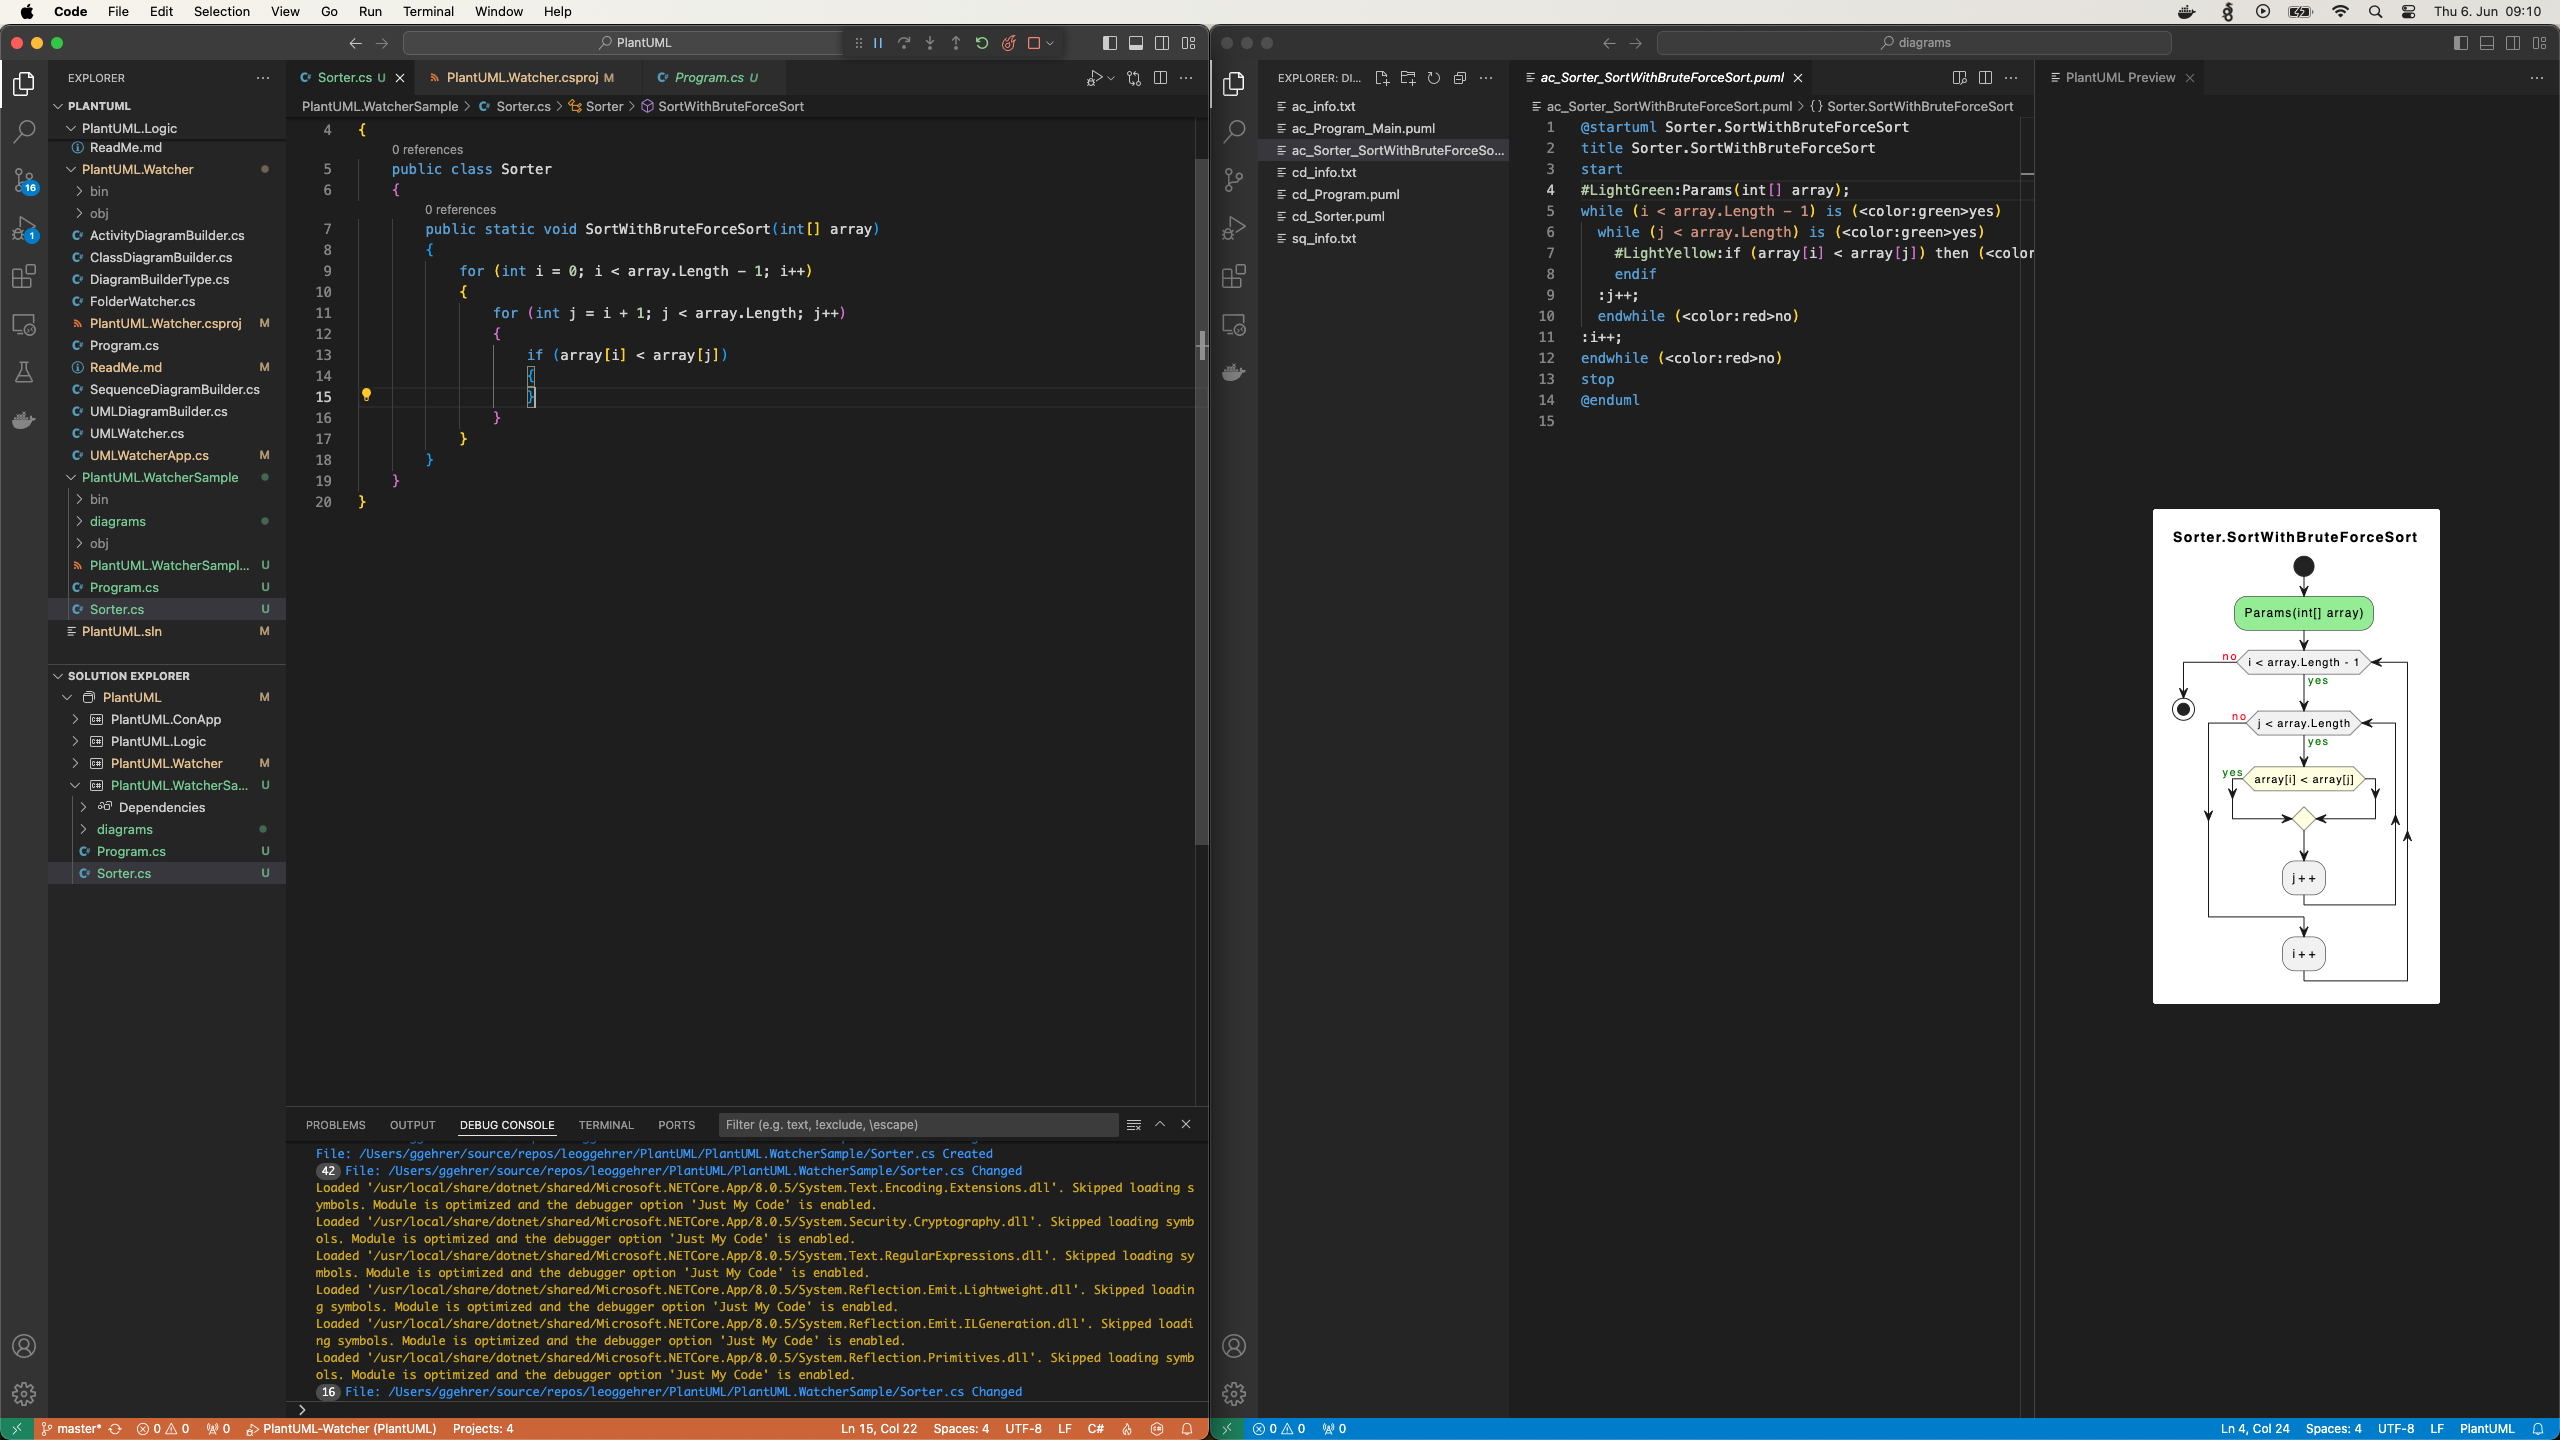 Code File Edit Selection View Go Run Terminal Window Help
Thu 6. Jun 09:10
PlantUML
EXPLORER
PLANTUML
PlantUML.Logic
ReadMe.md
PlantUML.Watcher
bin
obj
ActivityDiagramBuilder.cs
ClassDiagramBuilder.cs
DiagramBuilderType.cs
FolderWatcher.cs
PlantUML.Watcher.csproj M
Program.cs
ReadMe.md M
SequenceDiagramBuilder.cs
UMLDiagramBuilder.cs
UMLWatcher.cs
UMLWatcherApp.cs M
PlantUML.WatcherSample
bin
diagrams
obj
PlantUML.WatcherSampl... U
Program.cs U
Sorter.cs U
PlantUML.sln M
SOLUTION EXPLORER
PlantUML M
PlantUML.ConApp
PlantUML.Logic
PlantUML.Watcher M
PlantUML.WatcherSa... U
Dependencies
diagrams
Program.cs U
Sorter.cs U
16
1
Sorter.cs U PlantUML.Watcher.csproj M Program.cs U
PlantUML.WatcherSample > Sorter.cs > Sorter > SortWithBruteForceSort
4 {
0 references
5 public class Sorter
6 {
0 references
7 public static void SortWithBruteForceSort(int[] array)
8 {
9 for (int i = 0; i < array.Length - 1; i++)
10 {
11 for (int j = i + 1; j < array.Length; j++)
12 {
13 if (array[i] < array[j])
14 {
15 }
16 }
17 }
18 }
19 }
20 }
PROBLEMS OUTPUT DEBUG CONSOLE TERMINAL PORTS Filter (e.g. text, !exclude, \escape)
File: /Users/ggehrer/source/repos/leoggehrer/PlantUML/PlantUML.WatcherSample/Sorter.cs Created
42 File: /Users/ggehrer/source/repos/leoggehrer/PlantUML/PlantUML.WatcherSample/Sorter.cs Changed
Loaded '/usr/local/share/dotnet/shared/Microsoft.NETCore.App/8.0.5/System.Text.Encoding.Extensions.dll'. Skipped loading s
ymbols. Module is optimized and the debugger option 'Just My Code' is enabled.
Loaded '/usr/local/share/dotnet/shared/Microsoft.NETCore.App/8.0.5/System.Security.Cryptography.dll'. Skipped loading symb
ols. Module is optimized and the debugger option 'Just My Code' is enabled.
Loaded '/usr/local/share/dotnet/shared/Microsoft.NETCore.App/8.0.5/System.Text.RegularExpressions.dll'. Skipped loading sy
mbols. Module is optimized and the debugger option 'Just My Code' is enabled.
Loaded '/usr/local/share/dotnet/shared/Microsoft.NETCore.App/8.0.5/System.Reflection.Emit.Lightweight.dll'. Skipped loadin
g symbols. Module is optimized and the debugger option 'Just My Code' is enabled.
Loaded '/usr/local/share/dotnet/shared/Microsoft.NETCore.App/8.0.5/System.Reflection.Emit.ILGeneration.dll'. Skipped loadi
ng symbols. Module is optimized and the debugger option 'Just My Code' is enabled.
Loaded '/usr/local/share/dotnet/shared/Microsoft.NETCore.App/8.0.5/System.Reflection.Primitives.dll'. Skipped loading symb
ols. Module is optimized and the debugger option 'Just My Code' is enabled.
16 File: /Users/ggehrer/source/repos/leoggehrer/PlantUML/PlantUML.WatcherSample/Sorter.cs Changed
master* 0 0 0 PlantUML-Watcher (PlantUML) Projects: 4 Ln 15, Col 22 Spaces: 4 UTF-8 LF C#
diagrams
EXPLORER: DI...
ac_info.txt
ac_Program_Main.puml
ac_Sorter_SortWithBruteForceSo...
cd_info.txt
cd_Program.puml
cd_Sorter.puml
sq_info.txt
ac_Sorter_SortWithBruteForceSort.puml
ac_Sorter_SortWithBruteForceSort.puml > {} Sorter.SortWithBruteForceSort
1 @startuml Sorter.SortWithBruteForceSort
2 title Sorter.SortWithBruteForceSort
3 start
4 #LightGreen:Params(int[] array);
5 while (i < array.Length - 1) is (<color:green>yes)
6 while (j < array.Length) is (<color:green>yes)
7 #LightYellow:if (array[i] < array[j]) then (<color
8 endif
9 :j++;
10 endwhile (<color:red>no)
11 :i++;
12 endwhile (<color:red>no)
13 stop
14 @enduml
15
PlantUML Preview
Sorter.SortWithBruteForceSort
Params(int[] array)
no i < array.Length - 1
yes
no j < array.Length
yes
yes array[i] < array[j]
j++
i++
0 0 0 Ln 4, Col 24 Spaces: 4 UTF-8 LF PlantUML